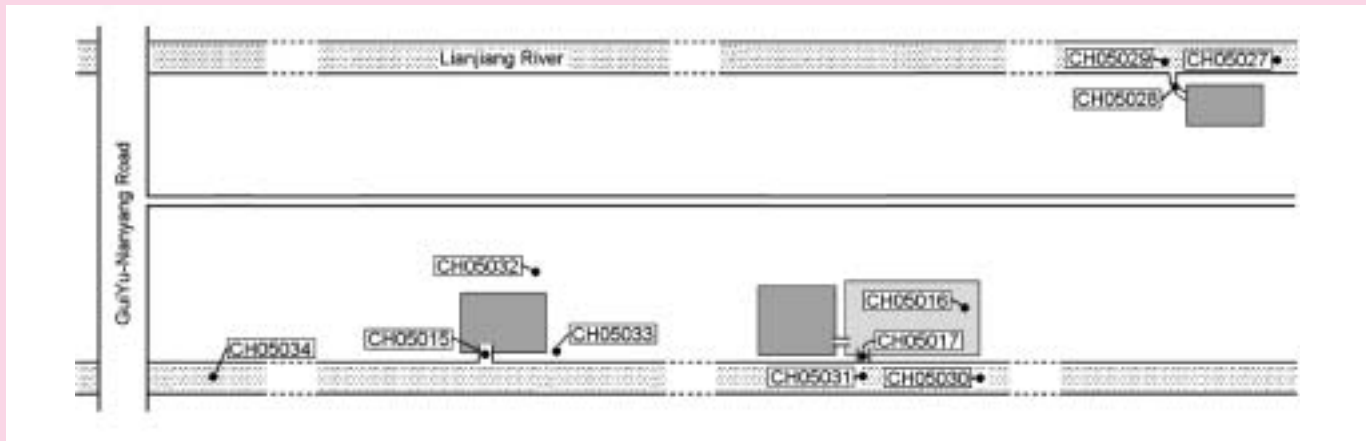 Lianjiang River
CH05029
CH05027
CH05028
GuiYu-Nanyang Road
CH05032
CH05016
CH05015
CH05033
CH05017
CH05034
CH05031
CH05030